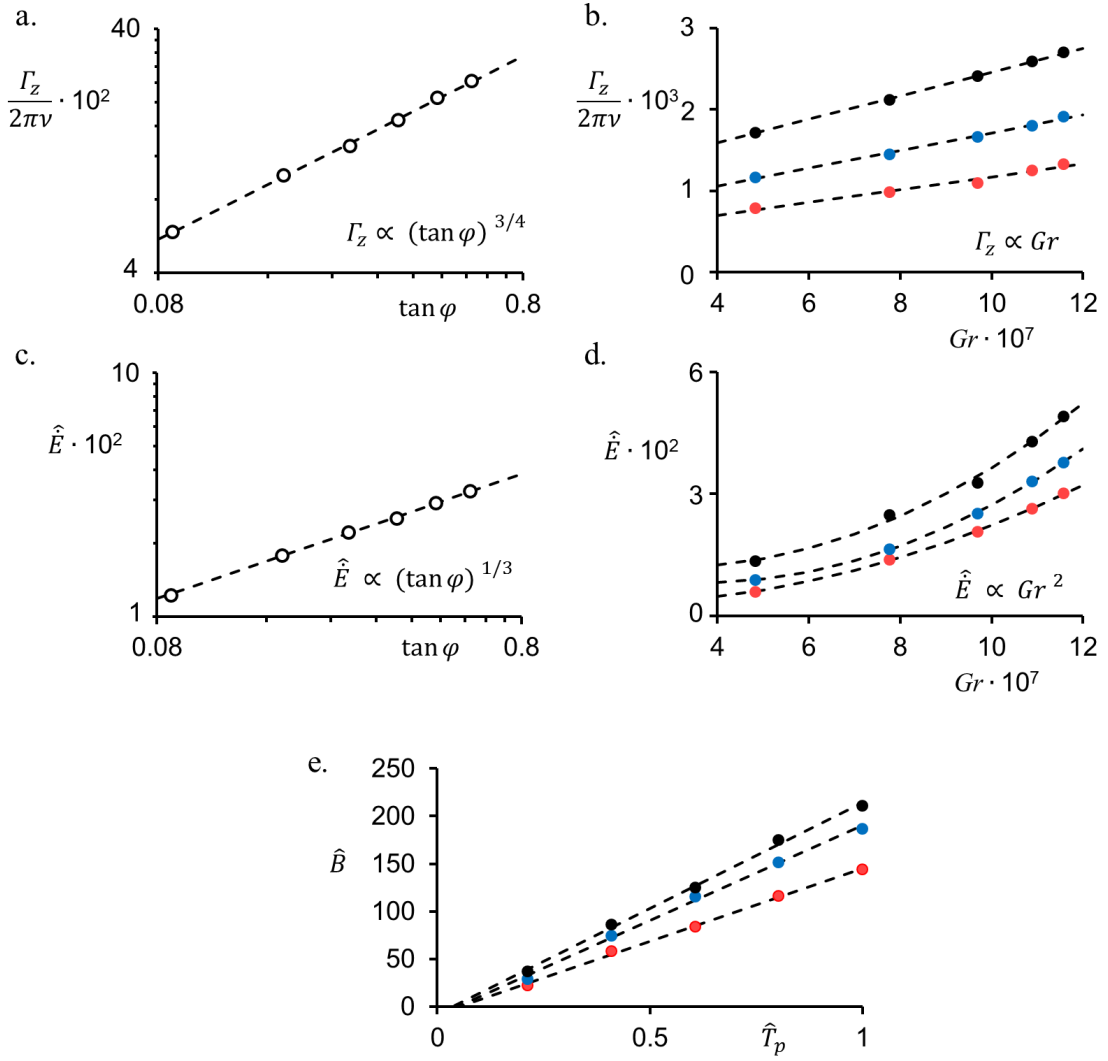 a.
40
Γz/2πν · 10²
4
0.08
tan φ
0.8
Γz ∝ (tan φ) ³/⁴
b.
3
Γz/2πν · 10³
2
1
0
4
6
8
10
12
Gr · 10⁷
Γz ∝ Gr
c.
10
Ė̂ · 10²
1
0.08
tan φ
0.8
Ė̂ ∝ (tan φ) ¹/³
d.
6
Ė̂ · 10²
3
0
4
6
8
10
12
Gr · 10⁷
Ė̂ ∝ Gr ²
e.
250
200
B̂
150
100
50
0
0
0.5
T̂p
1